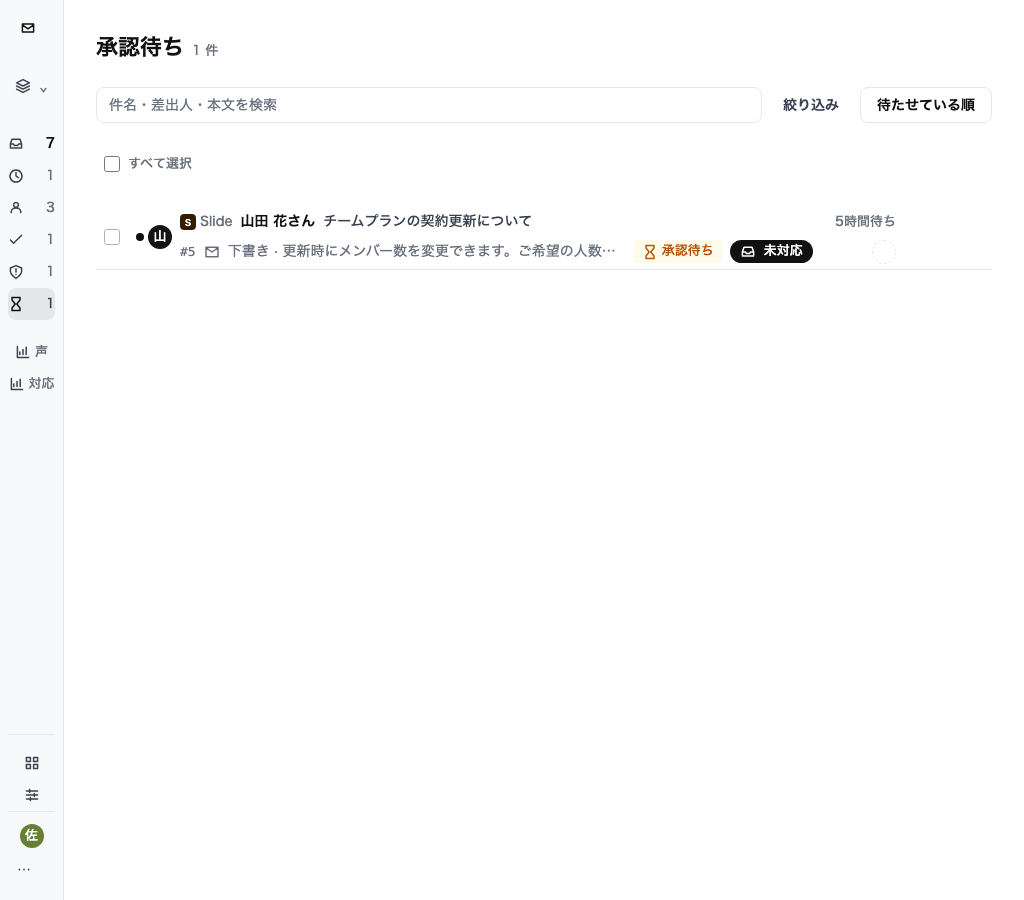 承認待ち 1 件
件名・差出人・本文を検索
絞り込み
待たせている順
すべて選択
山
S Slide 山田 花さん チームプランの契約更新について
5時間待ち
#5 下書き · 更新時にメンバー数を変更できます。ご希望の人数…
承認待ち
未対応
7
1
3
1
1
1
声
対応
佐
…